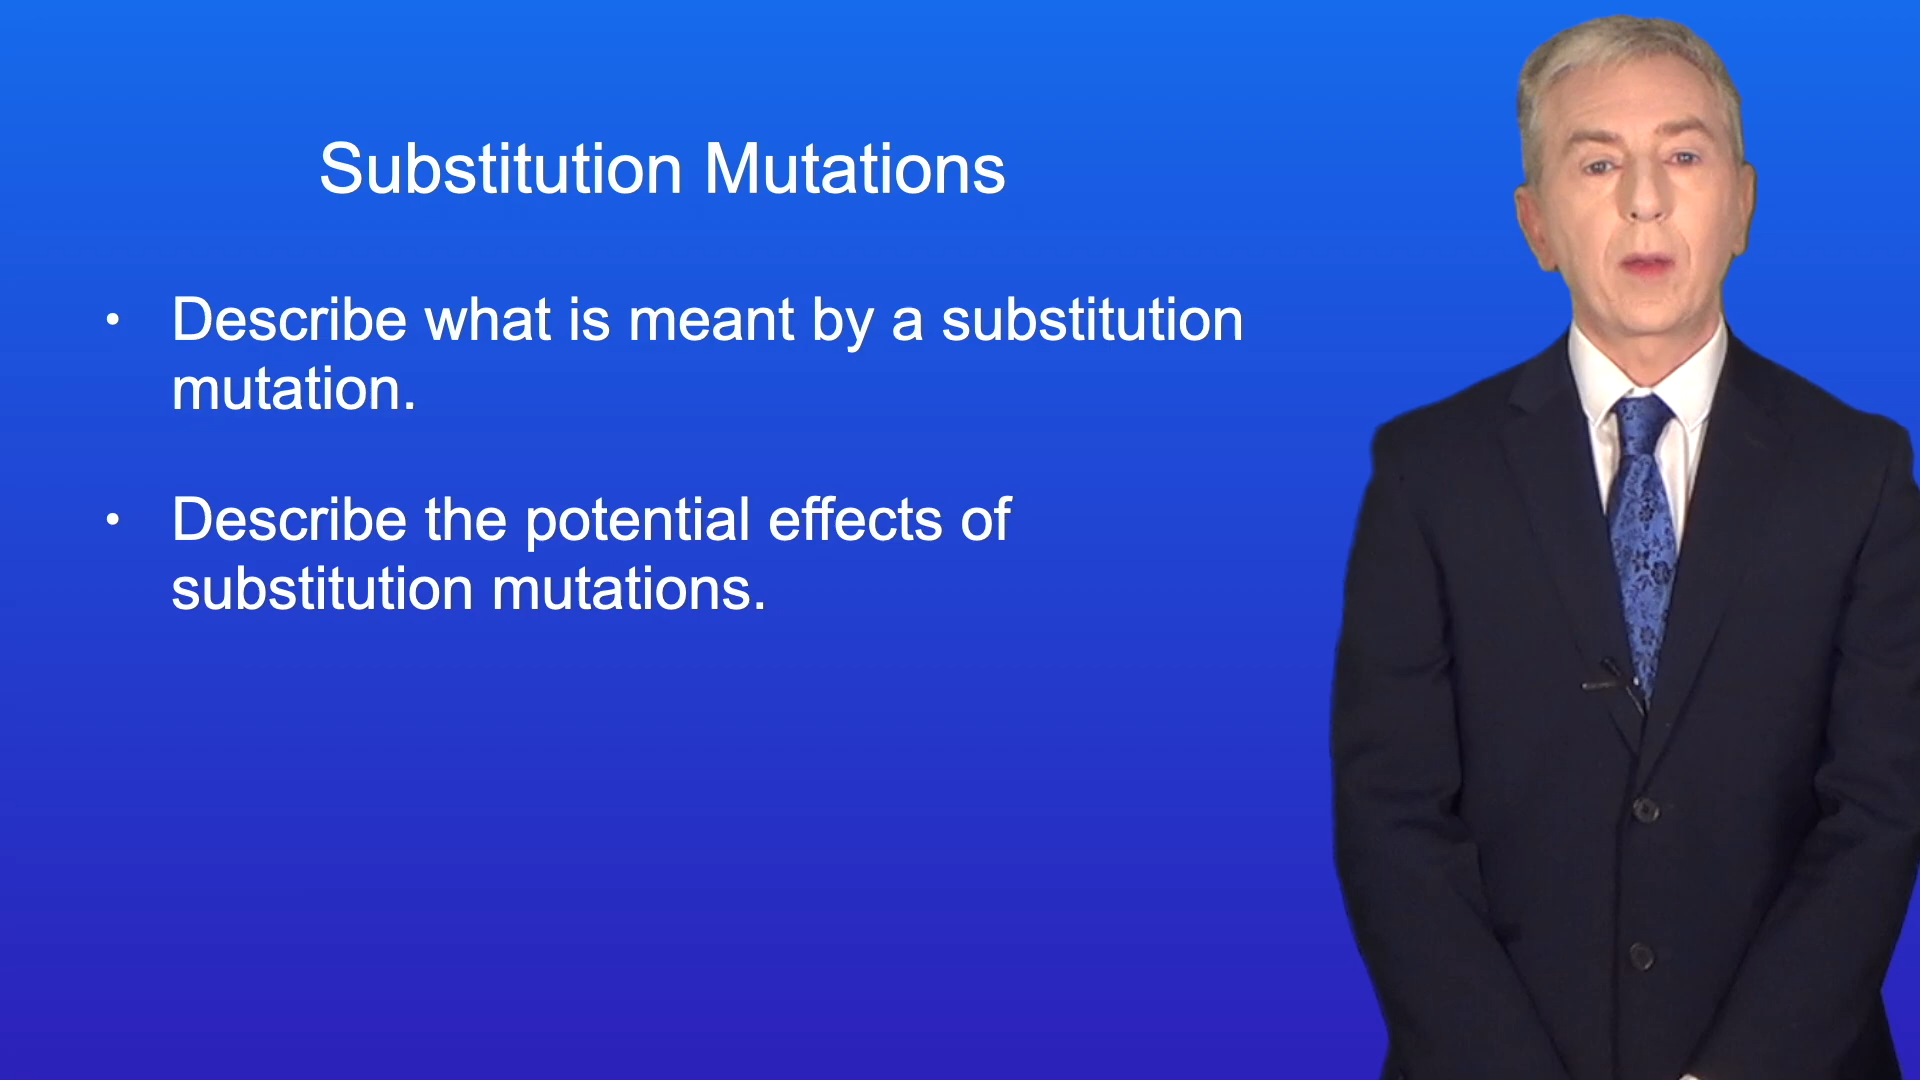 Substitution Mutations
• Describe what is meant by a substitution
mutation.
• Describe the potential effects of
substitution mutations.